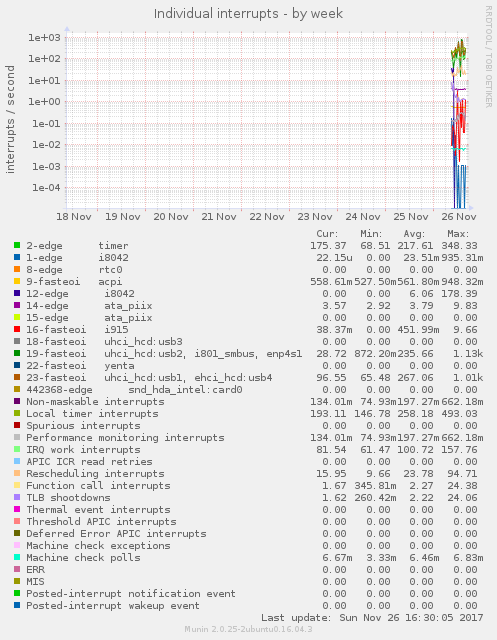 Individual interrupts - by week
RRDTOOL / TOBI OETIKER
interrupts / second
1e+03
1e+02
1e+01
1e+00
1e-01
1e-02
1e-03
1e-04
18 Nov 19 Nov 20 Nov 21 Nov 22 Nov 23 Nov 24 Nov 25 Nov 26 Nov
Cur: Min: Avg: Max:
2-edge timer 175.37 68.51 217.61 348.33
1-edge i8042 22.15u 0.00 23.51m 935.31m
8-edge rtc0 0.00 0.00 0.00 0.00
9-fasteoi acpi 558.61m 527.50m 561.80m 948.32m
12-edge i8042 0.00 0.00 6.06 178.39
14-edge ata_piix 3.57 2.92 3.79 9.83
15-edge ata_piix 0.00 0.00 0.00 0.00
16-fasteoi i915 38.37m 0.00 451.99m 9.66
18-fasteoi uhci_hcd:usb3 0.00 0.00 0.00 0.00
19-fasteoi uhci_hcd:usb2, i801_smbus, enp4s1 28.72 872.20m 235.66 1.13k
22-fasteoi yenta 0.00 0.00 0.00 0.00
23-fasteoi uhci_hcd:usb1, ehci_hcd:usb4 96.55 65.48 267.06 1.01k
442368-edge snd_hda_intel:card0 0.00 0.00 0.00 0.00
Non-maskable interrupts 134.01m 74.93m 197.27m 662.18m
Local timer interrupts 193.11 146.78 258.18 493.03
Spurious interrupts 0.00 0.00 0.00 0.00
Performance monitoring interrupts 134.01m 74.93m 197.27m 662.18m
IRQ work interrupts 81.54 61.47 100.72 157.76
APIC ICR read retries 0.00 0.00 0.00 0.00
Rescheduling interrupts 15.95 9.66 23.78 94.71
Function call interrupts 1.67 345.81m 2.27 24.38
TLB shootdowns 1.62 260.42m 2.22 24.06
Thermal event interrupts 0.00 0.00 0.00 0.00
Threshold APIC interrupts 0.00 0.00 0.00 0.00
Deferred Error APIC interrupts 0.00 0.00 0.00 0.00
Machine check exceptions 0.00 0.00 0.00 0.00
Machine check polls 6.67m 3.33m 6.46m 6.83m
ERR 0.00 0.00 0.00 0.00
MIS 0.00 0.00 0.00 0.00
Posted-interrupt notification event 0.00 0.00 0.00 0.00
Posted-interrupt wakeup event 0.00 0.00 0.00 0.00
Last update: Sun Nov 26 16:30:05 2017
Munin 2.0.25-2ubuntu0.16.04.3